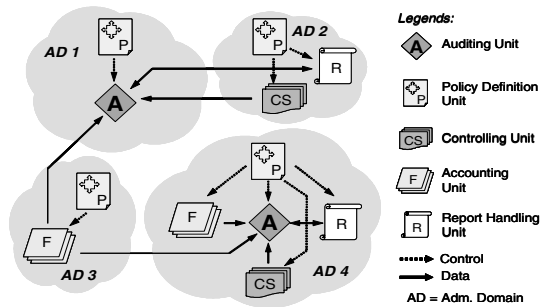 AD 1
P
A
AD 2
P
R
CS
P
F
AD 3
P
F
A
R
CS
AD 4
Legends:
A
Auditing Unit
P
Policy Definition
Unit
CS
Controlling Unit
F
Accounting
Unit
R
Report Handling
Unit
Control
Data
AD = Adm. Domain